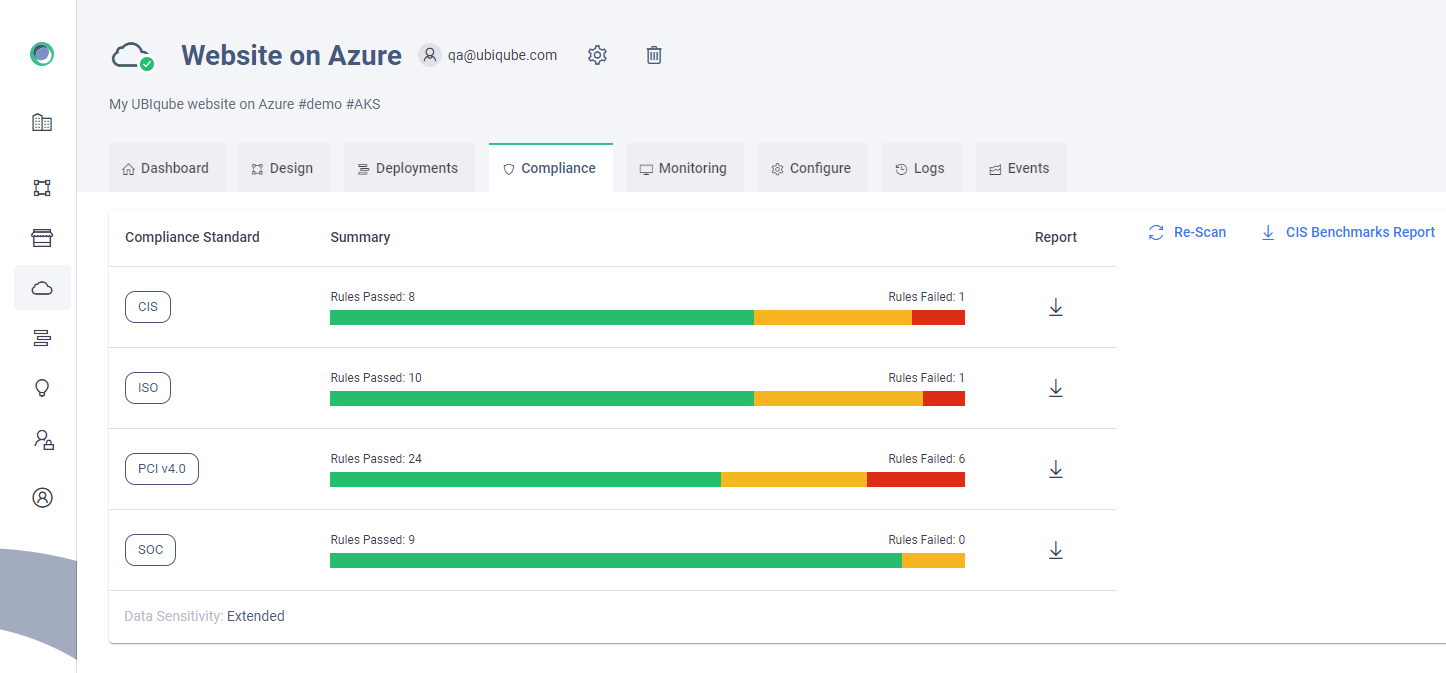 Website on Azure qa@ubiqube.com
My UBIqube website on Azure #demo #AKS
Dashboard Design Deployments Compliance Monitoring Configure Logs Events
Compliance Standard Summary Report Re-Scan CIS Benchmarks Report
Rules Passed: 8 Rules Failed: 1
CIS
Rules Passed: 10 Rules Failed: 1
ISO
Rules Passed: 24 Rules Failed: 6
PCI v4.0
Rules Passed: 9 Rules Failed: 0
SOC
Data Sensitivity: Extended